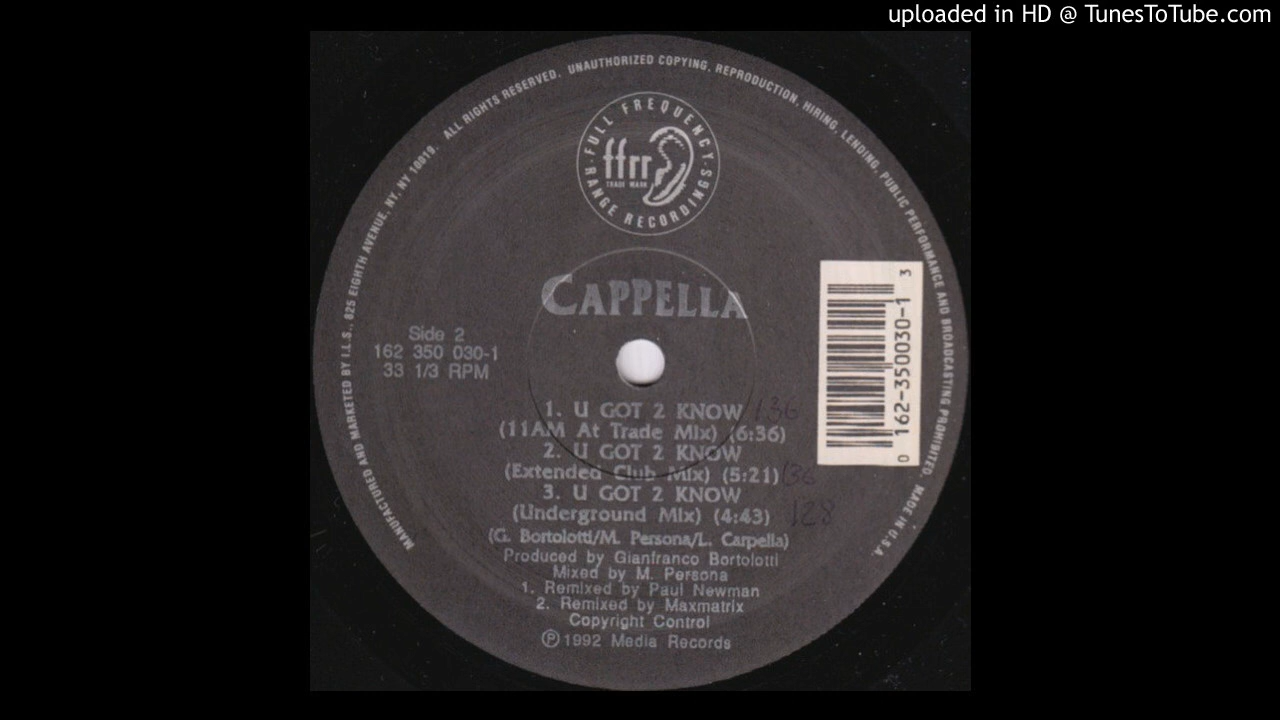 uploaded in HD @ TunesToTube.com
MANUFACTURED AND MARKETED BY I.L.S., 825 EIGHTH AVENUE, NY, NY 10019. ALL RIGHTS RESERVED. UNAUTHORIZED COPYING, REPRODUCTION, HIRING, LENDING, PUBLIC PERFORMANCE AND BROADCASTING PROHIBITED. MADE IN U.S.A.
· FULL FREQUENCY ·
ffrr
TRADE MARK
RANGE RECORDINGS
CAPPELLA
Side 2
162 350 030-1
33 1/3 RPM
0 162-350030-1 3
1. U GOT 2 KNOW 136
(11AM At Trade Mix) (6:36)
2. U GOT 2 KNOW
(Extended Club Mix) (5:21) 136
3. U GOT 2 KNOW
(Underground Mix) (4:43) 128
(G. Bortolotti/M. Persona/L. Carpella)
Produced by Gianfranco Bortolotti
Mixed by M. Persona
1. Remixed by Paul Newman
2. Remixed by Maxmatrix
Copyright Control
Ⓟ1992 Media Records